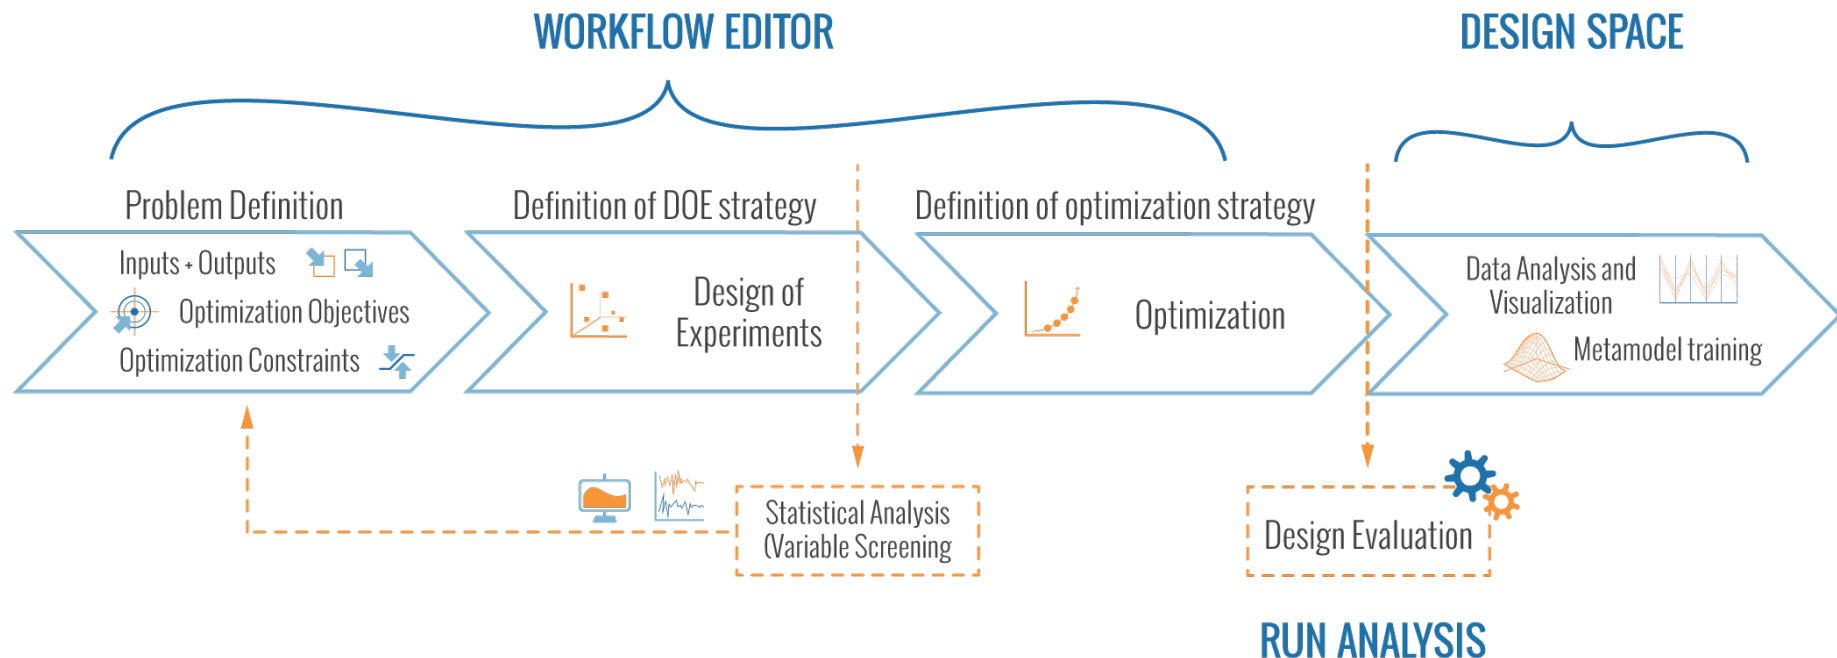 WORKFLOW EDITOR
DESIGN SPACE
Problem Definition
Definition of DOE strategy
Definition of optimization strategy
Inputs + Outputs
Optimization Objectives
Optimization Constraints
Design of
Experiments
Optimization
Data Analysis and
Visualization
Metamodel training
Statistical Analysis
(Variable Screening
Design Evaluation
RUN ANALYSIS